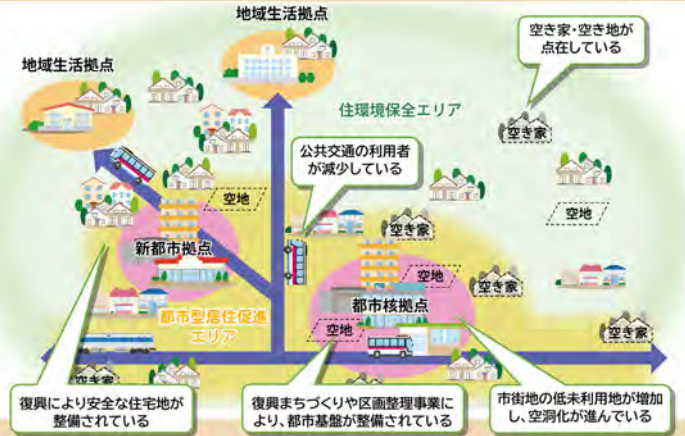 地域生活拠点
空き家・空き地が
点在している
地域生活拠点
住環境保全エリア
空き家
公共交通の利用者
が減少している
空地
空地
空き家
新都市拠点
空地
空き家
都市核拠点
都市型居住促進
エリア
空地
空き家
空き家
復興により安全な住宅地が
整備されている
復興まちづくりや区画整理事業に
より、都市基盤が整備されている
市街地の低未利用地が増加
し、空洞化が進んでいる